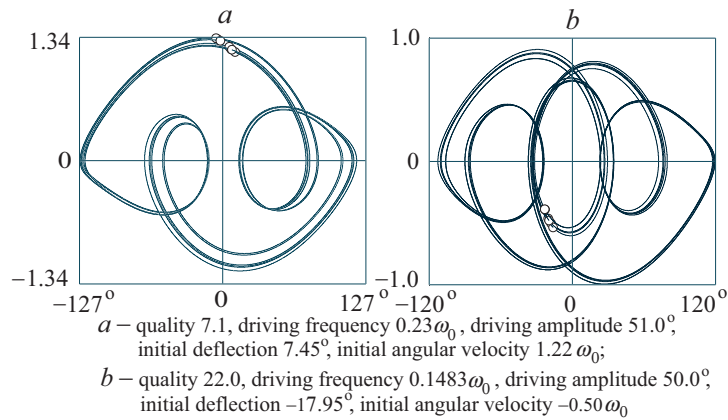 a
b
1.34
0
−1.34
−127°
0
127°
1.0
0
−1.0
−120°
0
120°
a – quality 7.1, driving frequency 0.23ω₀, driving amplitude 51.0°,
initial deflection 7.45°, initial angular velocity 1.22 ω₀;
b – quality 22.0, driving frequency 0.1483ω₀, driving amplitude 50.0°,
initial deflection –17.95°, initial angular velocity –0.50 ω₀